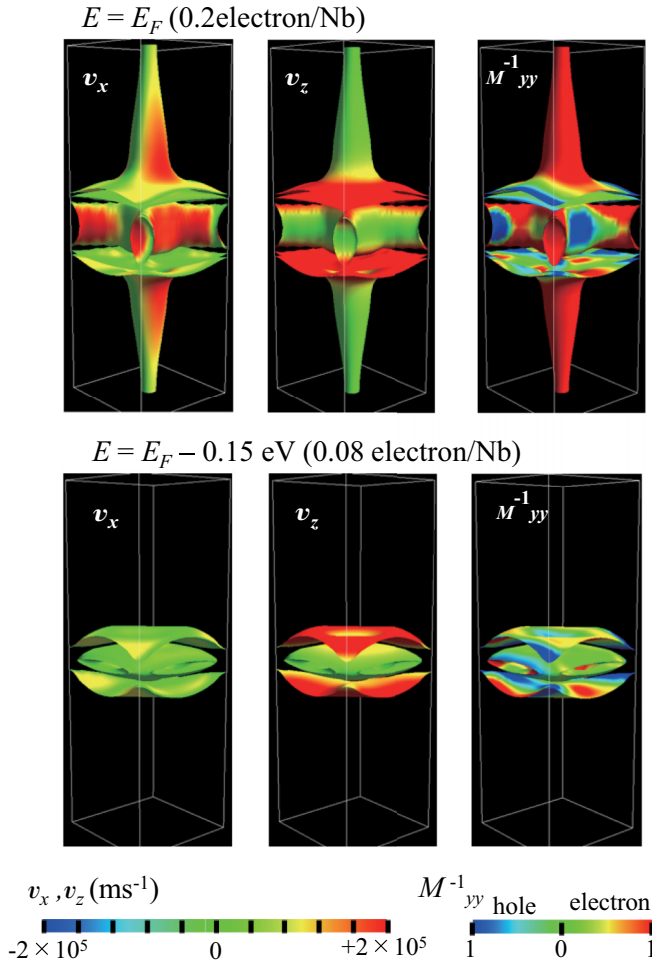 E = E_F (0.2electron/Nb)
v_x
v_z
M^-1_yy
E = E_F – 0.15 eV (0.08 electron/Nb)
v_x
v_z
M^-1_yy
v_x , v_z (ms^-1)
-2 × 10^5 0 +2 × 10^5
M^-1_yy hole electron
1 0 1